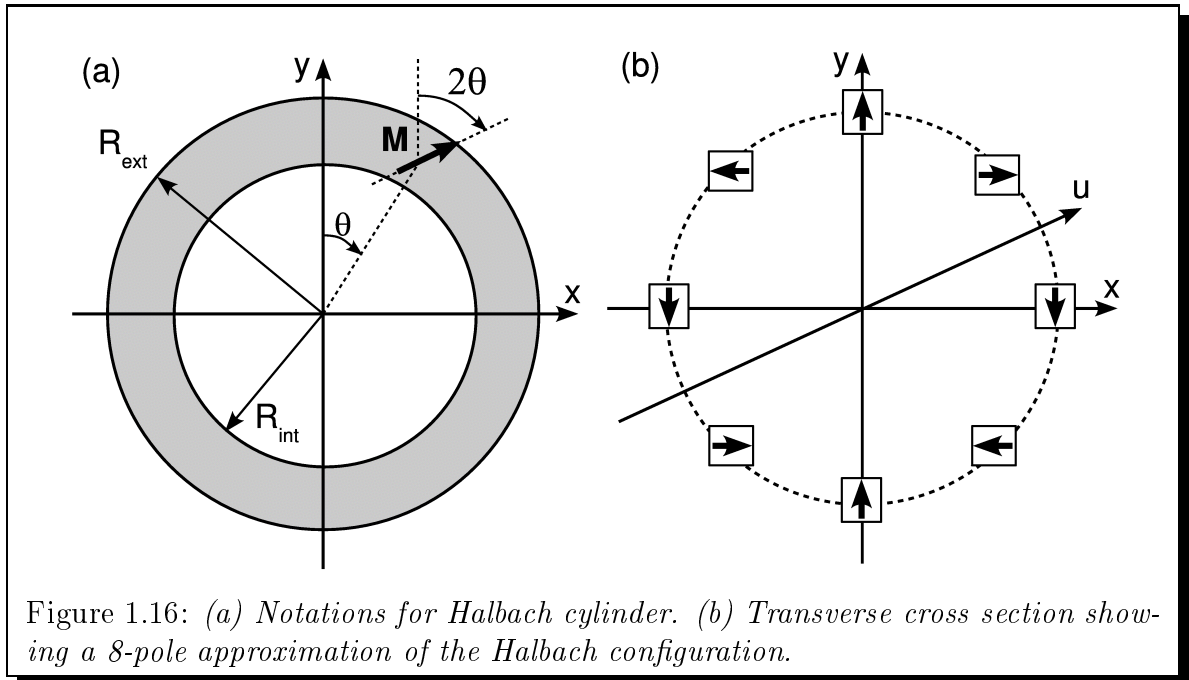 (a)
y
2θ
M
R_ext
θ
x
R_int
(b)
y
u
x
Figure 1.16: (a) Notations for Halbach cylinder. (b) Transverse cross section show-
ing a 8-pole approximation of the Halbach configuration.